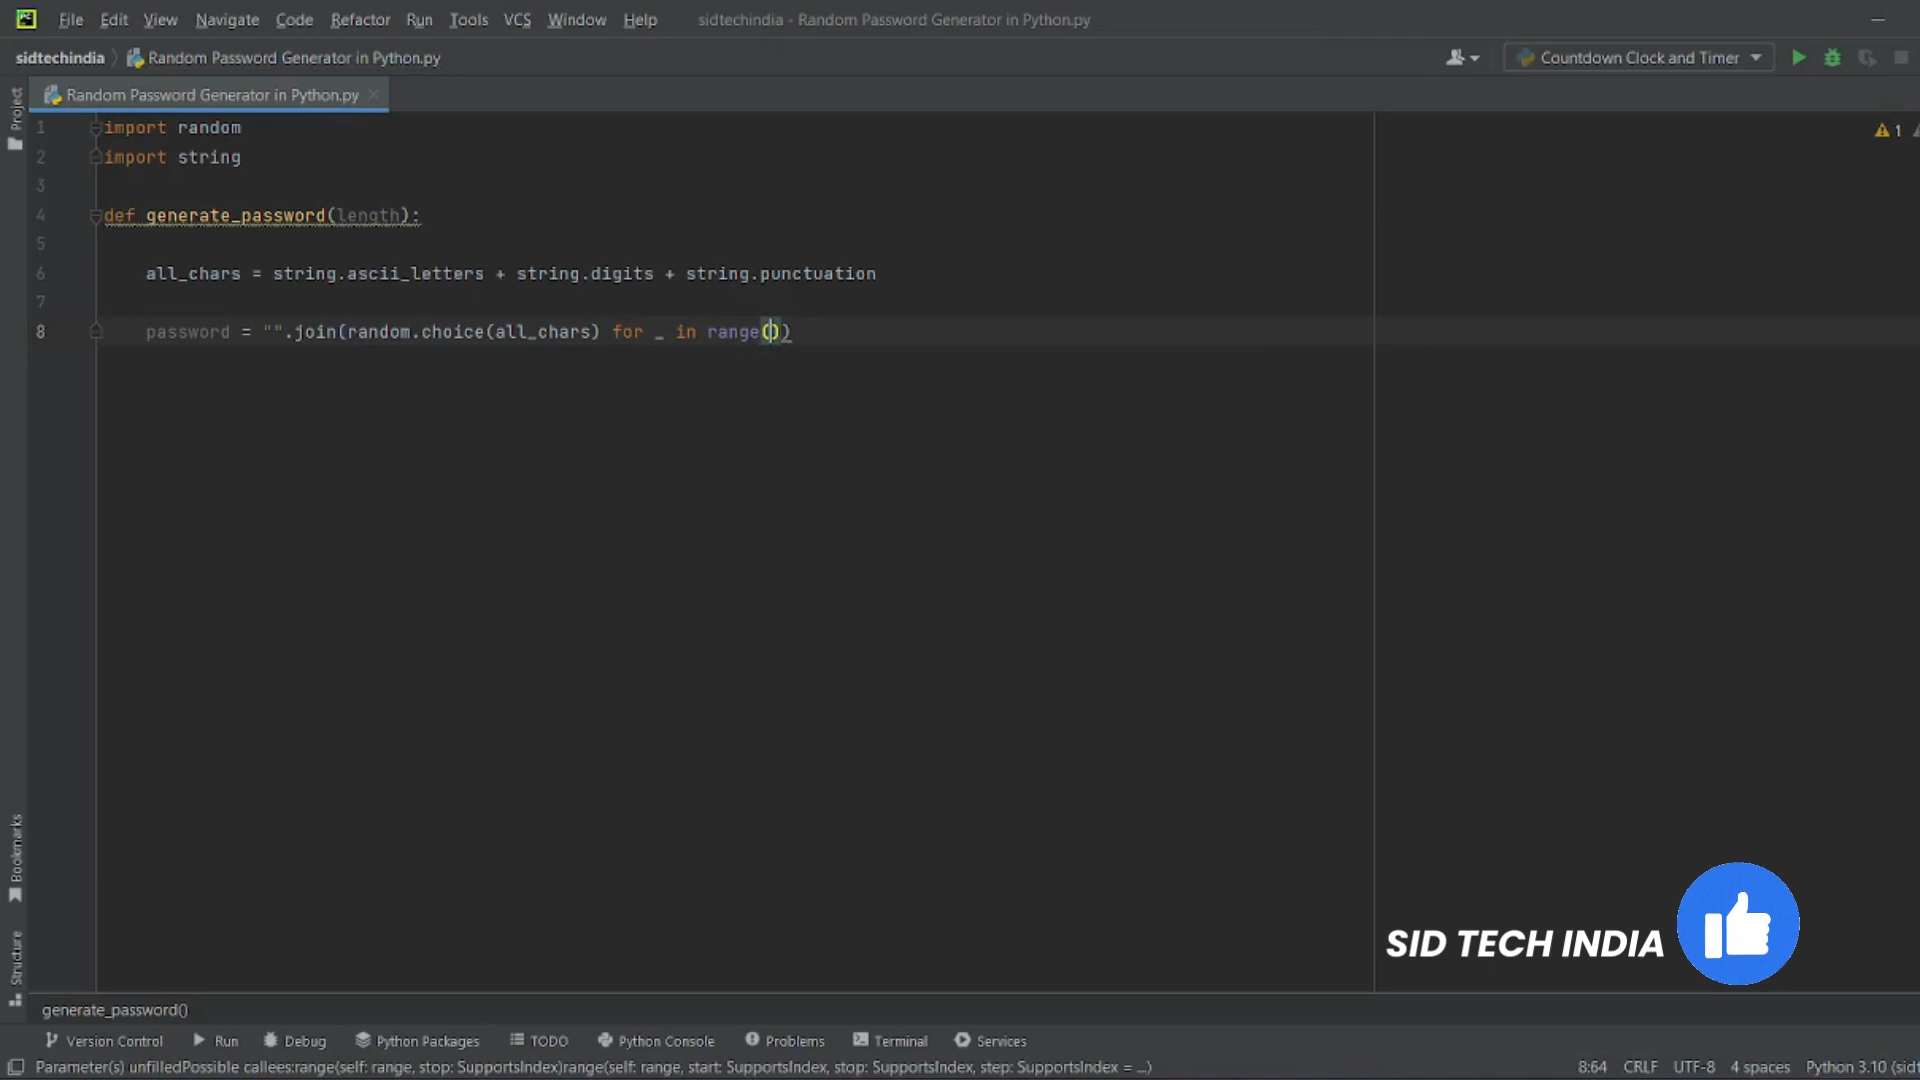 File Edit View Navigate Code Refactor Run Tools VCS Window Help sidtechindia - Random Password Generator in Python.py
sidtechindia Random Password Generator in Python.py Countdown Clock and Timer
Random Password Generator in Python.py
Project
1 import random
2 import string
3
4 def generate_password(length):
5
6 all_chars = string.ascii_letters + string.digits + string.punctuation
7
8 password = "".join(random.choice(all_chars) for _ in range())
1
Bookmarks
Structure
SID TECH INDIA
generate_password()
Version Control Run Debug Python Packages TODO Python Console Problems Terminal Services
Parameter(s) unfilledPossible callees:range(self: range, stop: SupportsIndex)range(self: range, start: SupportsIndex, stop: SupportsIndex, step: SupportsIndex = ...) 8:64 CRLF UTF-8 4 spaces Python 3.10 (sidt